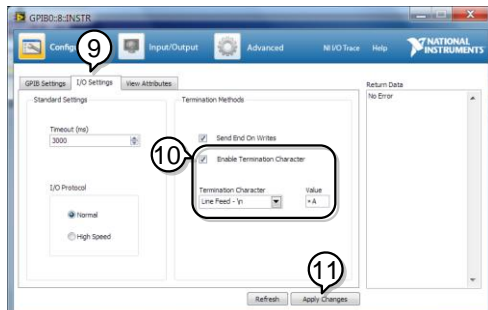 GPIB0::8::INSTR
Config
Input/Output
Advanced
NI I/O Trace
Help
NATIONAL
INSTRUMENTS
9
GPIB Settings
I/O Settings
View Attributes
Return Data
No Error
Standard Settings
Termination Methods
Timeout (ms)
3000
Send End On Writes
10
Enable Termination Character
Termination Character
Value
Line Feed - \n
xA
I/O Protocol
Normal
High Speed
11
Refresh
Apply Changes